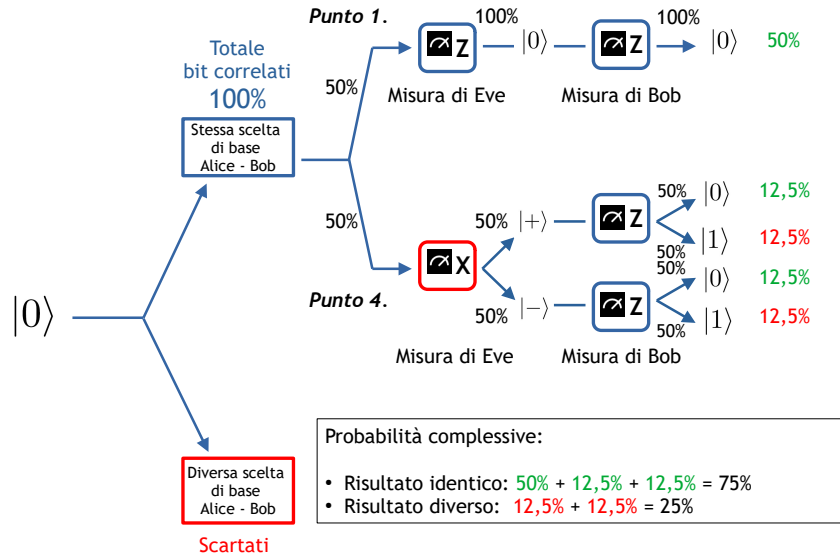 Punto 1.
100%
100%
Z
|0⟩
Z
|0⟩
50%
Totale
bit correlati
100%
50%
Misura di Eve
Misura di Bob
Stessa scelta
di base
Alice - Bob
50%
50%
|+⟩
Z
50%
|0⟩
12,5%
50%
|1⟩
12,5%
X
Punto 4.
50%
|−⟩
Z
50%
|0⟩
12,5%
50%
|1⟩
12,5%
Misura di Eve
Misura di Bob
|0⟩
Diversa scelta
di base
Alice - Bob
Scartati
Probabilità complessive:
• Risultato identico: 50% + 12,5% + 12,5% = 75%
• Risultato diverso: 12,5% + 12,5% = 25%